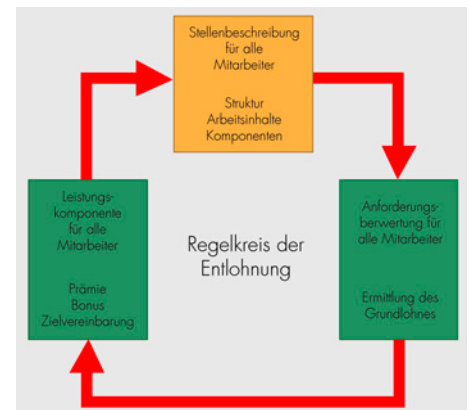 Stellenbeschreibung
für alle
Mitarbeiter
Struktur
Arbeitsinhalte
Komponenten
Leistungs-
komponente
für alle
Mitarbeiter
Prämie
Bonus
Zielvereinbarung
Regelkreis der
Entlohnung
Anforderungs-
berwertung für
alle Mitarbeiter
Ermittlung des
Grundlohnes